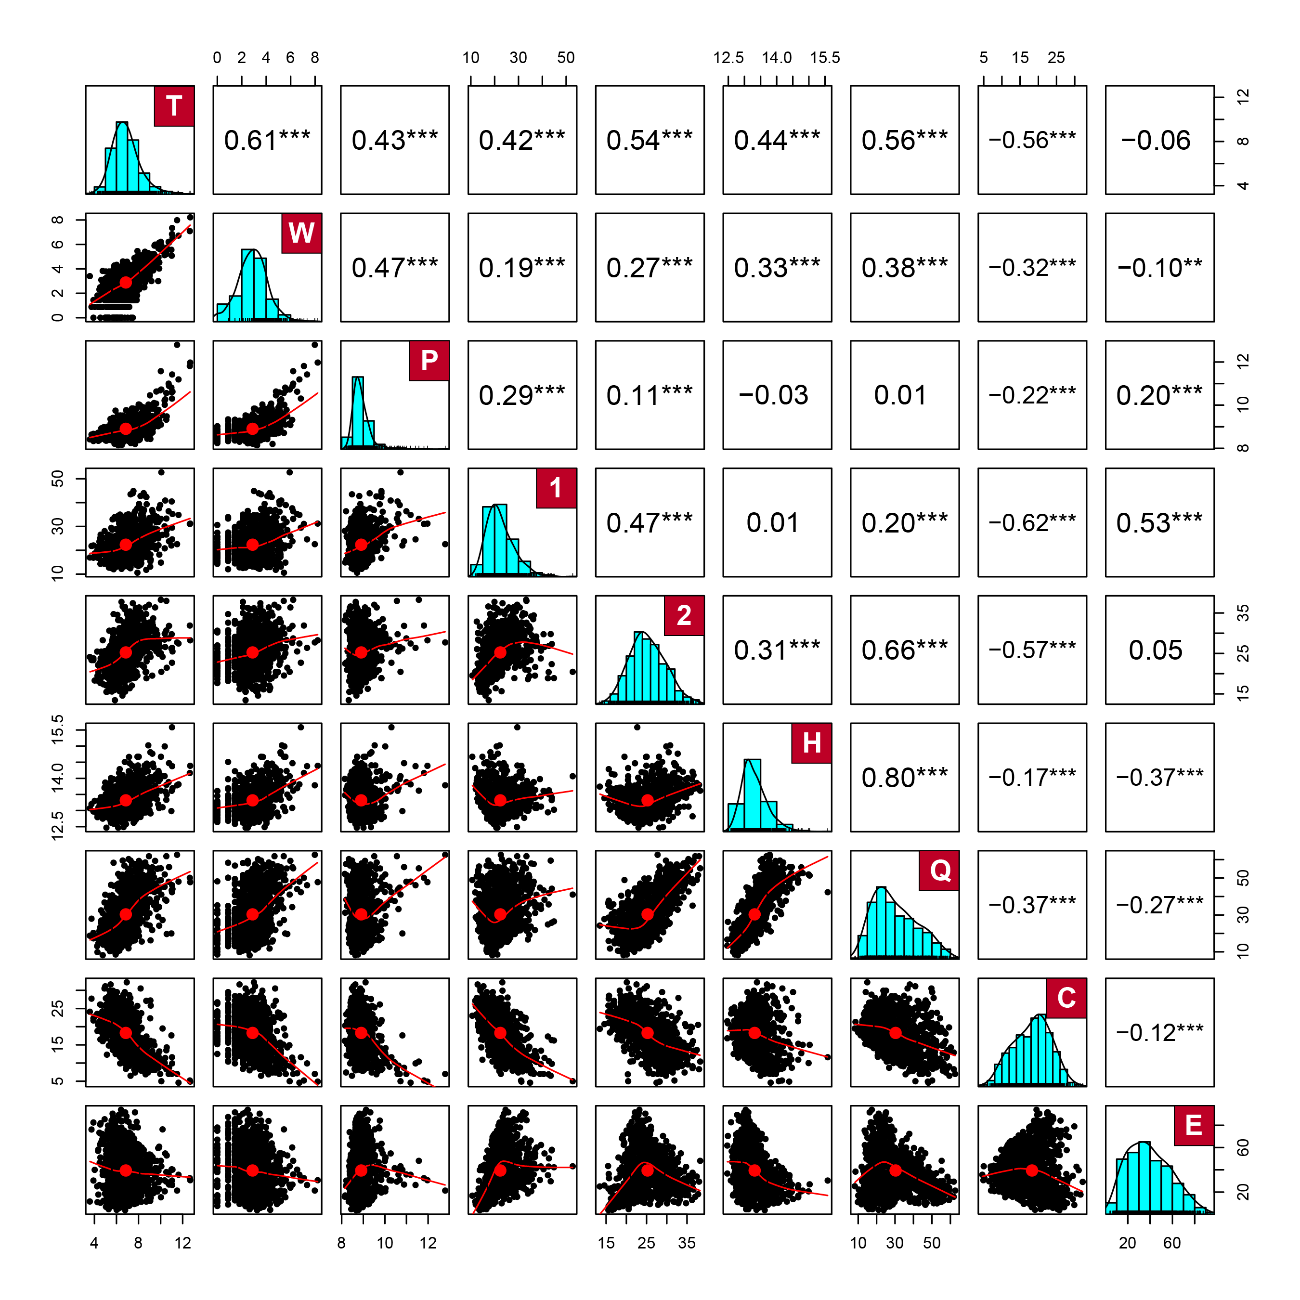 0 2 4 6 8 10 30 50 12.5 14.0 15.5 5 15 25
T 0.61*** 0.43*** 0.42*** 0.54*** 0.44*** 0.56*** −0.56*** −0.06 4 8 12
0 2 4 6 8 W 0.47*** 0.19*** 0.27*** 0.33*** 0.38*** −0.32*** −0.10**
P 0.29*** 0.11*** −0.03 0.01 −0.22*** 0.20*** 8 10 12
10 30 50 1 0.47*** 0.01 0.20*** −0.62*** 0.53***
2 0.31*** 0.66*** −0.57*** 0.05 15 25 35
12.5 14.0 15.5 H 0.80*** −0.17*** −0.37***
Q −0.37*** −0.27*** 10 30 50
5 15 25 C −0.12***
E 20 60
4 8 12 8 10 12 15 25 35 10 30 50 20 60